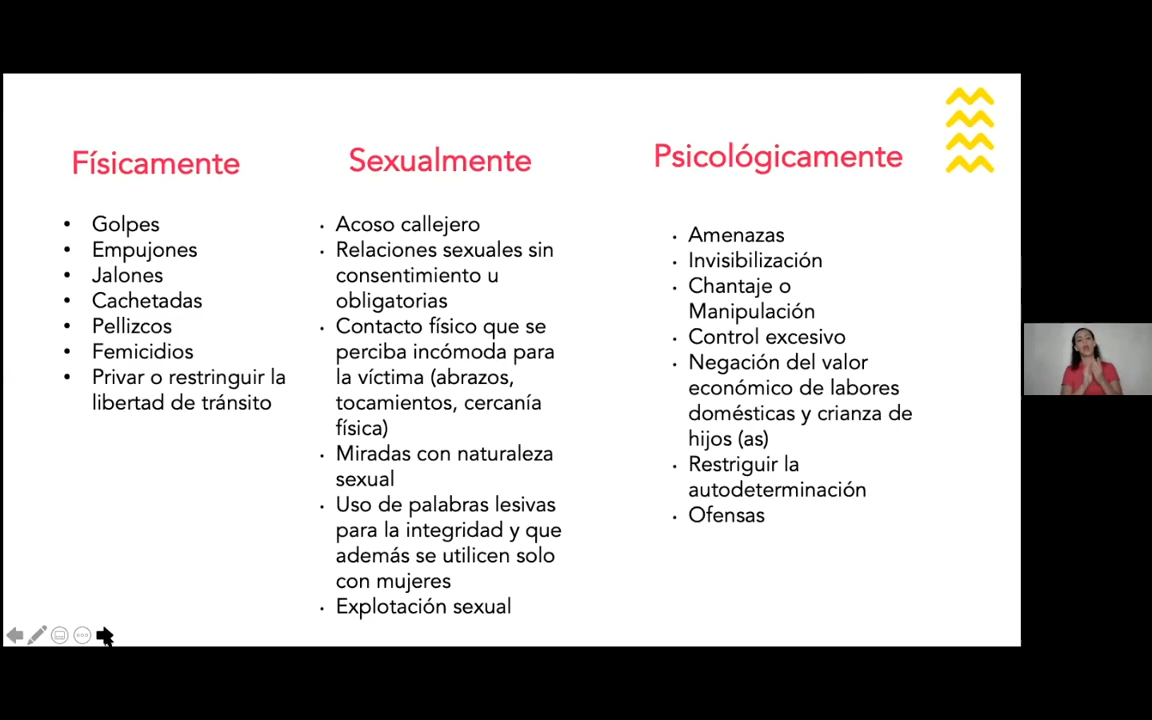 Físicamente
Golpes
Empujones
Jalones
Cachetadas
Pellizcos
Femicidios
Privar o restringuir la
libertad de tránsito
Sexualmente
Acoso callejero
Relaciones sexuales sin
consentimiento u
obligatorias
Contacto físico que se
perciba incómoda para
la víctima (abrazos,
tocamientos, cercanía
física)
Miradas con naturaleza
sexual
Uso de palabras lesivas
para la integridad y que
además se utilicen solo
con mujeres
Explotación sexual
Psicológicamente
Amenazas
Invisibilización
Chantaje o
Manipulación
Control excesivo
Negación del valor
económico de labores
domésticas y crianza de
hijos (as)
Restriguir la
autodeterminación
Ofensas